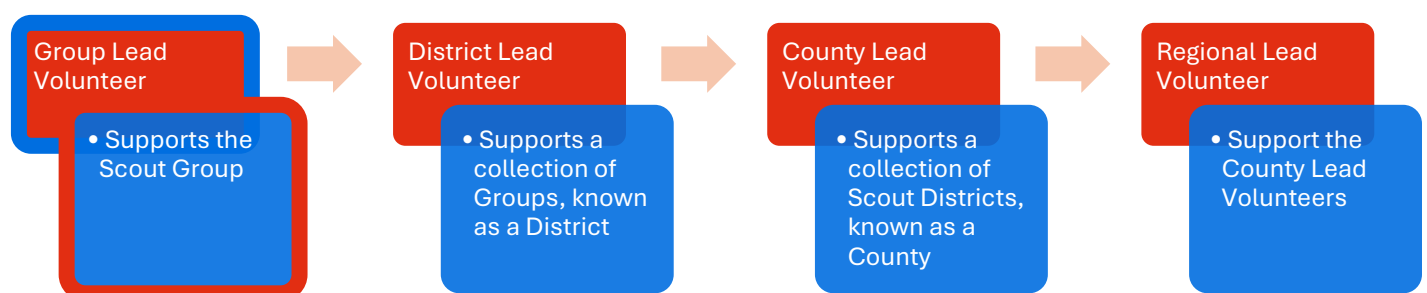 Group Lead
Volunteer
• Supports the
Scout Group
District Lead
Volunteer
• Supports a
collection of
Groups, known
as a District
County Lead
Volunteer
• Supports a
collection of
Scout Districts,
known as a
County
Regional Lead
Volunteer
• Support the
County Lead
Volunteers